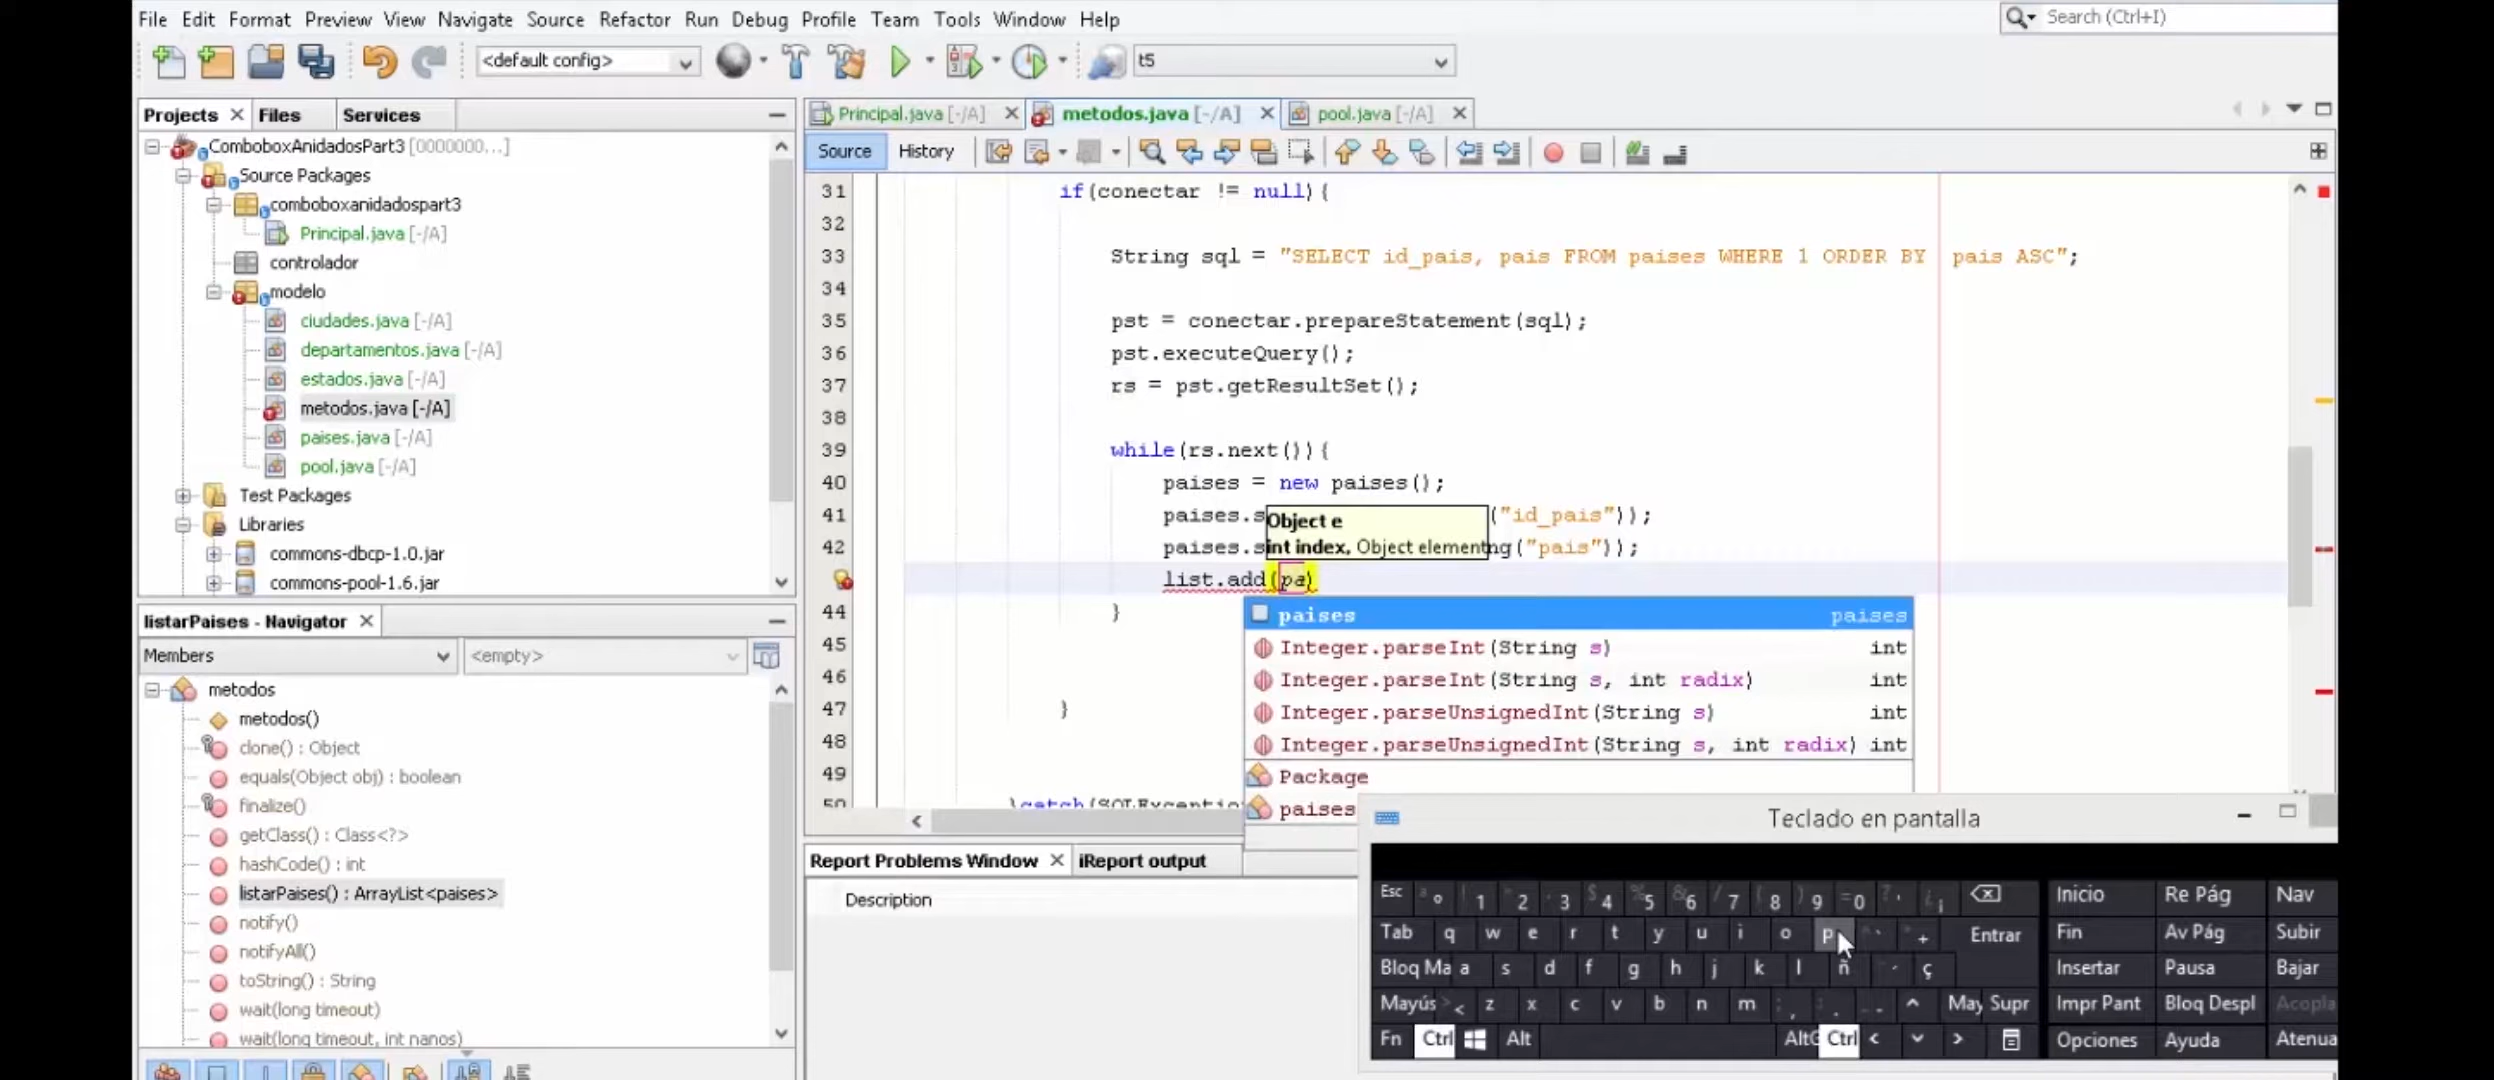 File Edit Format Preview View Navigate Source Refactor Run Debug Profile Team Tools Window Help
Search (Ctrl+I)
<default config>
t5
Projects Files Services
ComboboxAnidadosPart3 [0000000...]
Source Packages
comboboxanidadospart3
Principal.java [-/A]
controlador
modelo
ciudades.java [-/A]
departamentos.java [-/A]
estados.java [-/A]
metodos.java [-/A]
paises.java [-/A]
pool.java [-/A]
Test Packages
Libraries
commons-dbcp-1.0.jar
commons-pool-1.6.jar
listarPaises - Navigator
Members <empty>
metodos
metodos()
clone() : Object
equals(Object obj) : boolean
finalize()
getClass() : Class<?>
hashCode() : int
listarPaises() : ArrayList<paises>
notify()
notifyAll()
toString() : String
wait(long timeout)
wait(long timeout, int nanos)
Principal.java [-/A] metodos.java [-/A] pool.java [-/A]
Source History
31 if(conectar != null){
32
33 String sql = "SELECT id_pais, pais FROM paises WHERE 1 ORDER BY  pais ASC";
34
35 pst = conectar.prepareStatement(sql);
36 pst.executeQuery();
37 rs = pst.getResultSet();
38
39 while(rs.next()){
40 paises = new paises();
41 paises.s ("id_pais"));
42 paises.s ng("pais"));
Object e
int index, Object element
list.add(pa)
44 }
45
46
47 }
48
49
50 }catch(SQLExceptio
paises paises
Integer.parseInt(String s) int
Integer.parseInt(String s, int radix) int
Integer.parseUnsignedInt(String s) int
Integer.parseUnsignedInt(String s, int radix) int
Package
paises
Report Problems Window iReport output
Description
Teclado en pantalla
Esc º 1 2 3 4 5 6 7 8 9 0 ' ¡ Inicio Re Pág Nav
Tab q w e r t y u i o p ` + Entrar Fin Av Pág Subir
Bloq Ma a s d f g h j k l ñ ´ ç Insertar Pausa Bajar
Mayús < z x c v b n m , . - ^ May Supr Impr Pant Bloq Despl Acopla
Fn Ctrl Alt AltG Ctrl < v > Opciones Ayuda Atenua